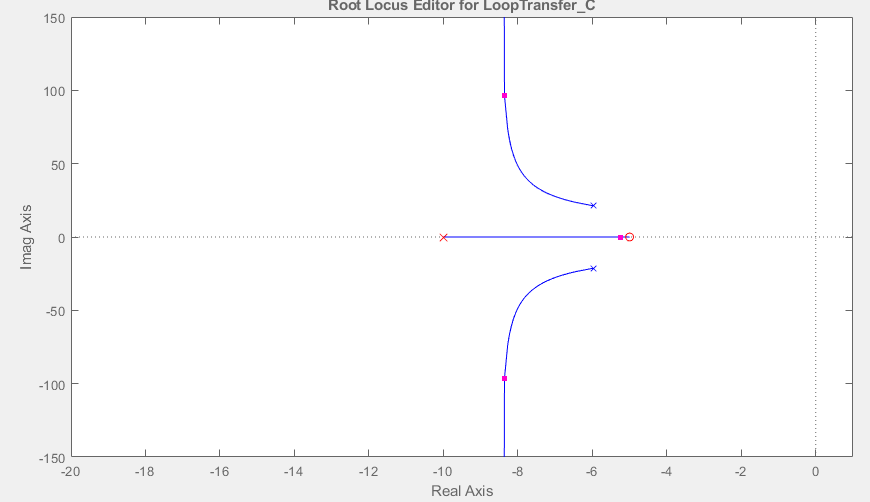 Root Locus Editor for LoopTransfer_C
150
100
50
0
-50
-100
-150
Imag Axis
-20 -18 -16 -14 -12 -10 -8 -6 -4 -2 0
Real Axis